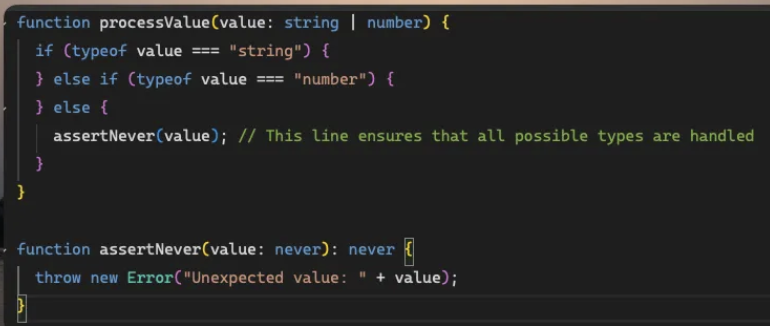 function processValue(value: string | number) {
  if (typeof value === "string") {
  } else if (typeof value === "number") {
  } else {
    assertNever(value); // This line ensures that all possible types are handled
  }
}

function assertNever(value: never): never {
  throw new Error("Unexpected value: " + value);
}